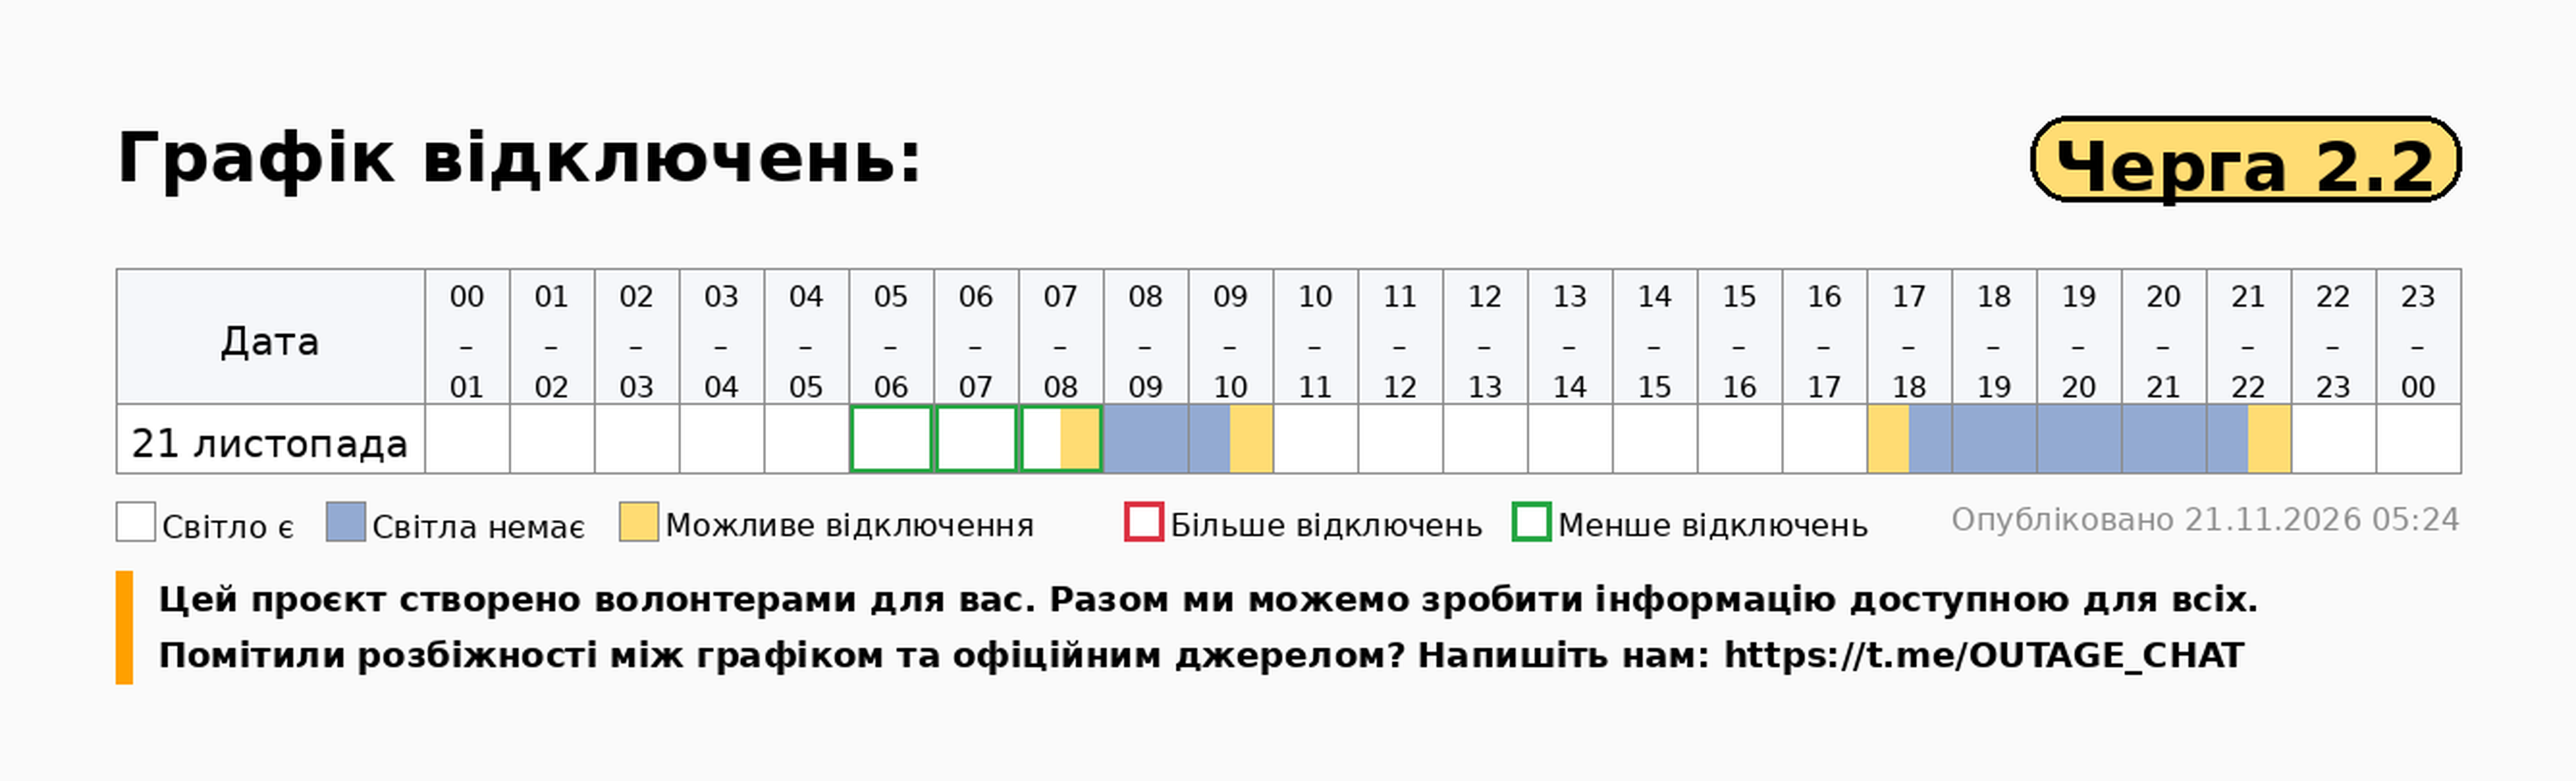 Графік відключень:
Черга 2.2
Дата
00 – 01
01 – 02
02 – 03
03 – 04
04 – 05
05 – 06
06 – 07
07 – 08
08 – 09
09 – 10
10 – 11
11 – 12
12 – 13
13 – 14
14 – 15
15 – 16
16 – 17
17 – 18
18 – 19
19 – 20
20 – 21
21 – 22
22 – 23
23 – 00
21 листопада
Світло є
Світла немає
Можливе відключення
Більше відключень
Менше відключень
Опубліковано 21.11.2026 05:24
Цей проєкт створено волонтерами для вас. Разом ми можемо зробити інформацію доступною для всіх.
Помітили розбіжності між графіком та офіційним джерелом? Напишіть нам: https://t.me/OUTAGE_CHAT